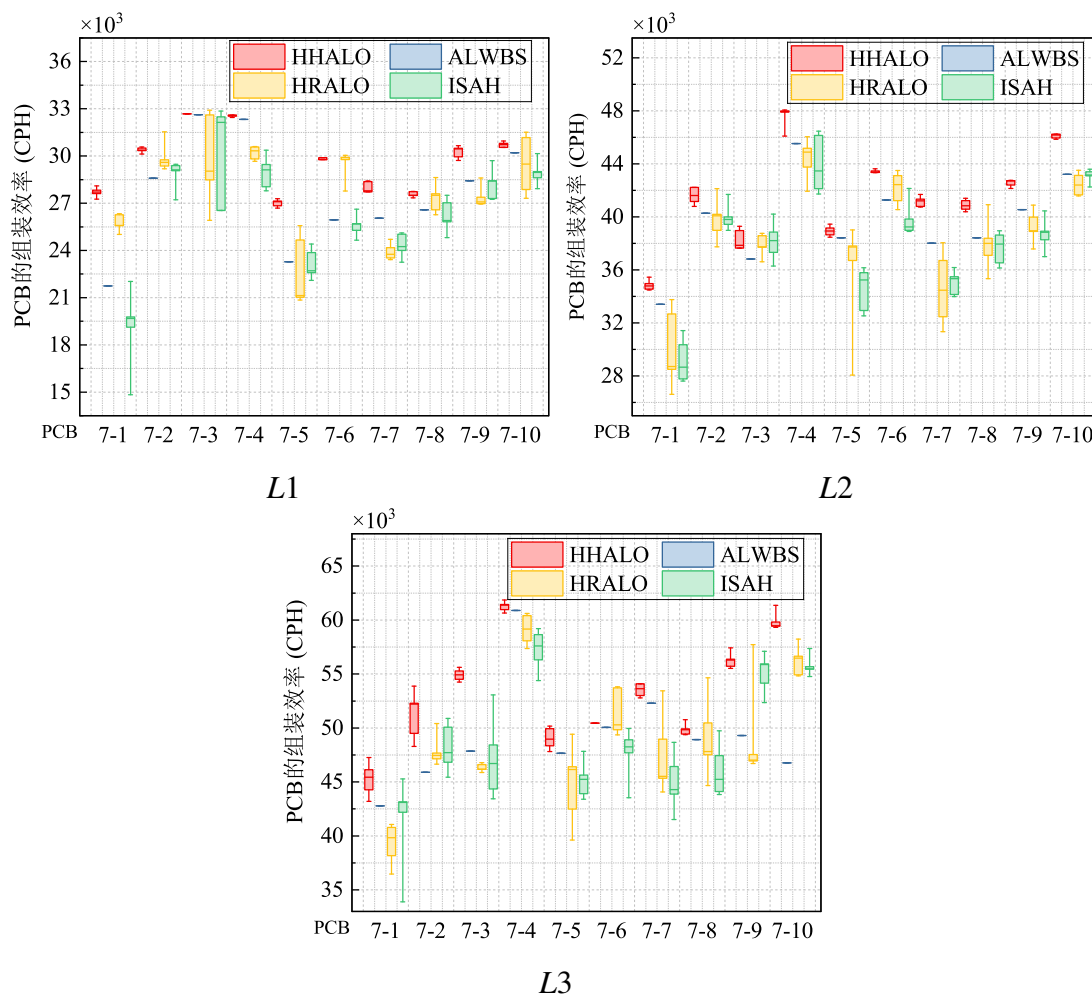 ×10³
36
33
30
27
24
21
18
15
PCB的组装效率 (CPH)
HHALO ALWBS
HRALO ISAH
PCB 7-1 7-2 7-3 7-4 7-5 7-6 7-7 7-8 7-9 7-10
L1
×10³
52
48
44
40
36
32
28
PCB的组装效率 (CPH)
HHALO ALWBS
HRALO ISAH
PCB 7-1 7-2 7-3 7-4 7-5 7-6 7-7 7-8 7-9 7-10
L2
×10³
65
60
55
50
45
40
35
PCB的组装效率 (CPH)
HHALO ALWBS
HRALO ISAH
PCB 7-1 7-2 7-3 7-4 7-5 7-6 7-7 7-8 7-9 7-10
L3